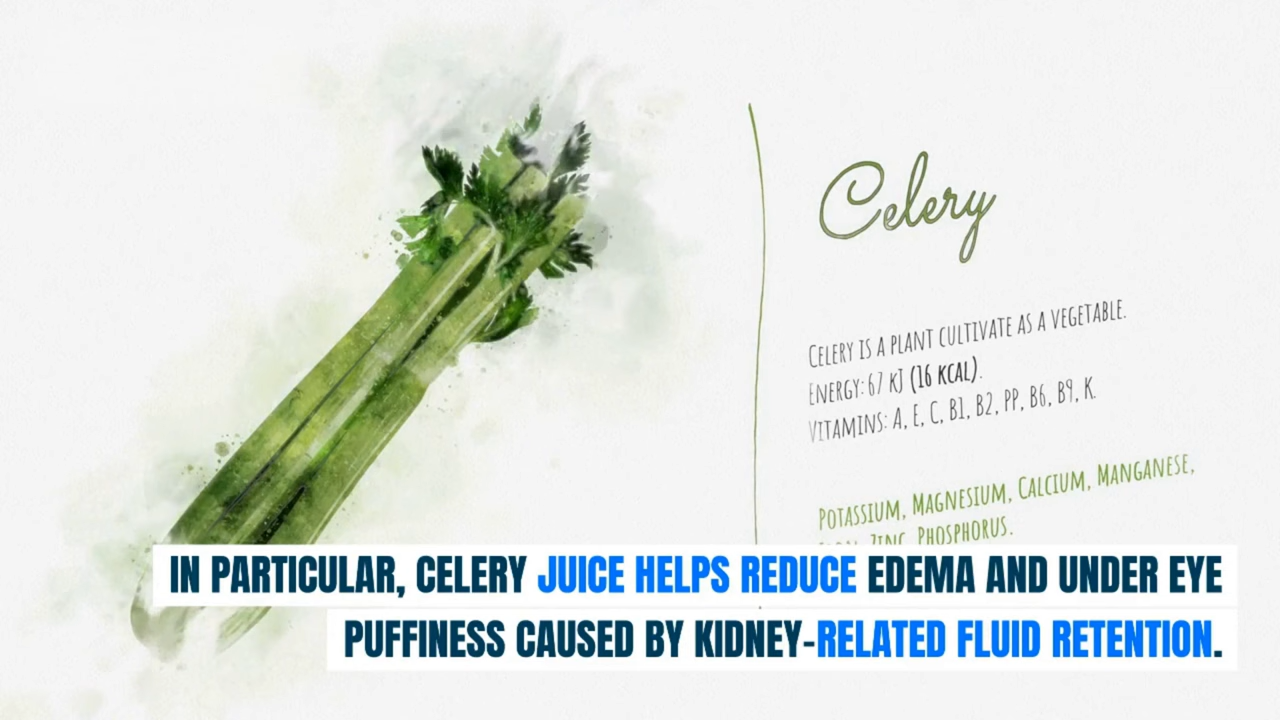 Celery
CELERY IS A PLANT CULTIVATE AS A VEGETABLE.
ENERGY: 67 KJ (16 KCAL).
VITAMINS: A, E, C, B1, B2, PP, B6, B9, K.
POTASSIUM, MAGNESIUM, CALCIUM, MANGANESE,
ZINC, PHOSPHORUS.
IN PARTICULAR, CELERY JUICE HELPS REDUCE EDEMA AND UNDER EYE
PUFFINESS CAUSED BY KIDNEY-RELATED FLUID RETENTION.